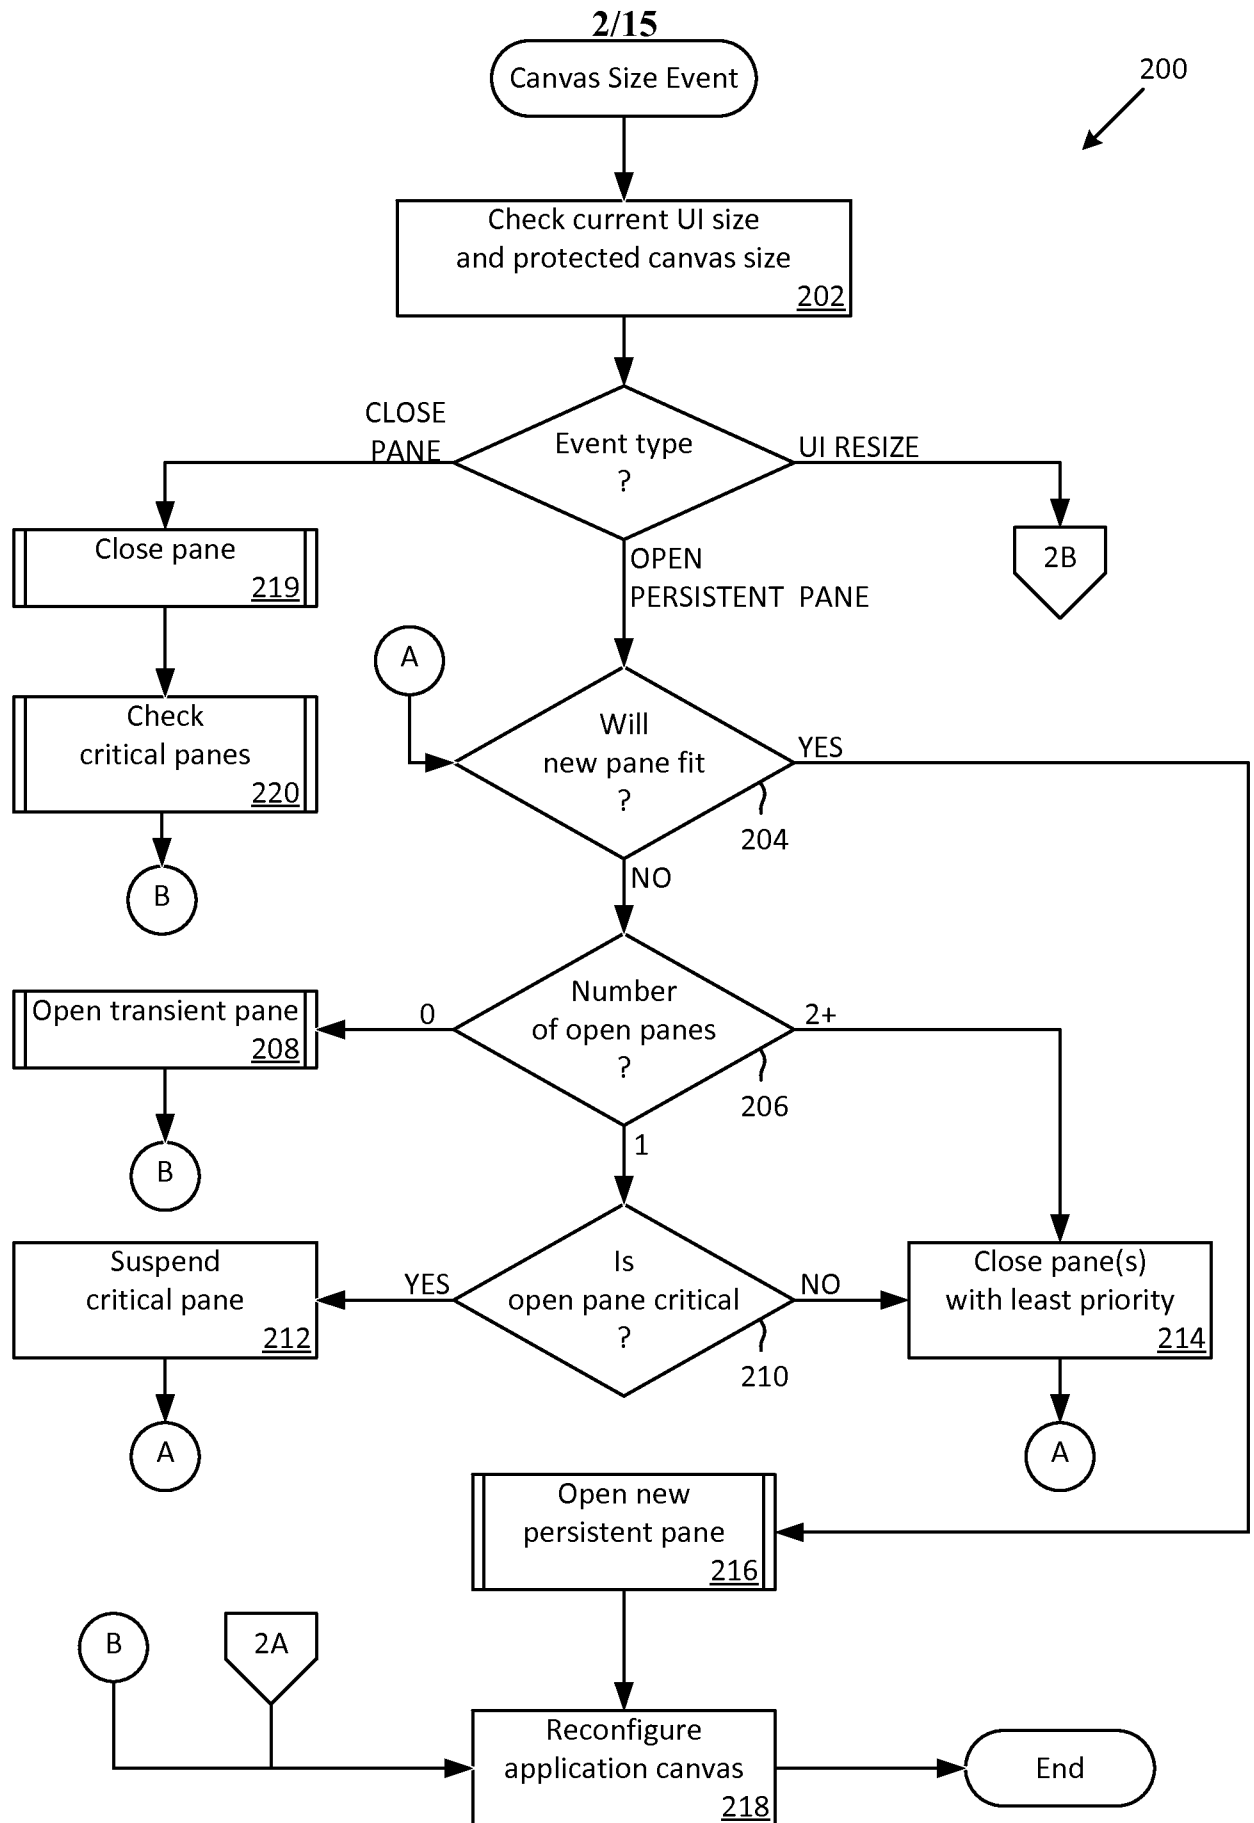 2/15
Canvas Size Event
200
Check current UI size
and protected canvas size
202
CLOSE
PANE
Event type
?
UI RESIZE
Close pane
219
OPEN
PERSISTENT PANE
2B
A
Check
critical panes
220
Will
new pane fit
?
YES
204
NO
B
Open transient pane
208
0
Number
of open panes
?
2+
206
1
B
Suspend
critical pane
212
YES
Is
open pane critical
?
NO
210
Close pane(s)
with least priority
214
A
A
Open new
persistent pane
216
B
2A
Reconfigure
application canvas
218
End